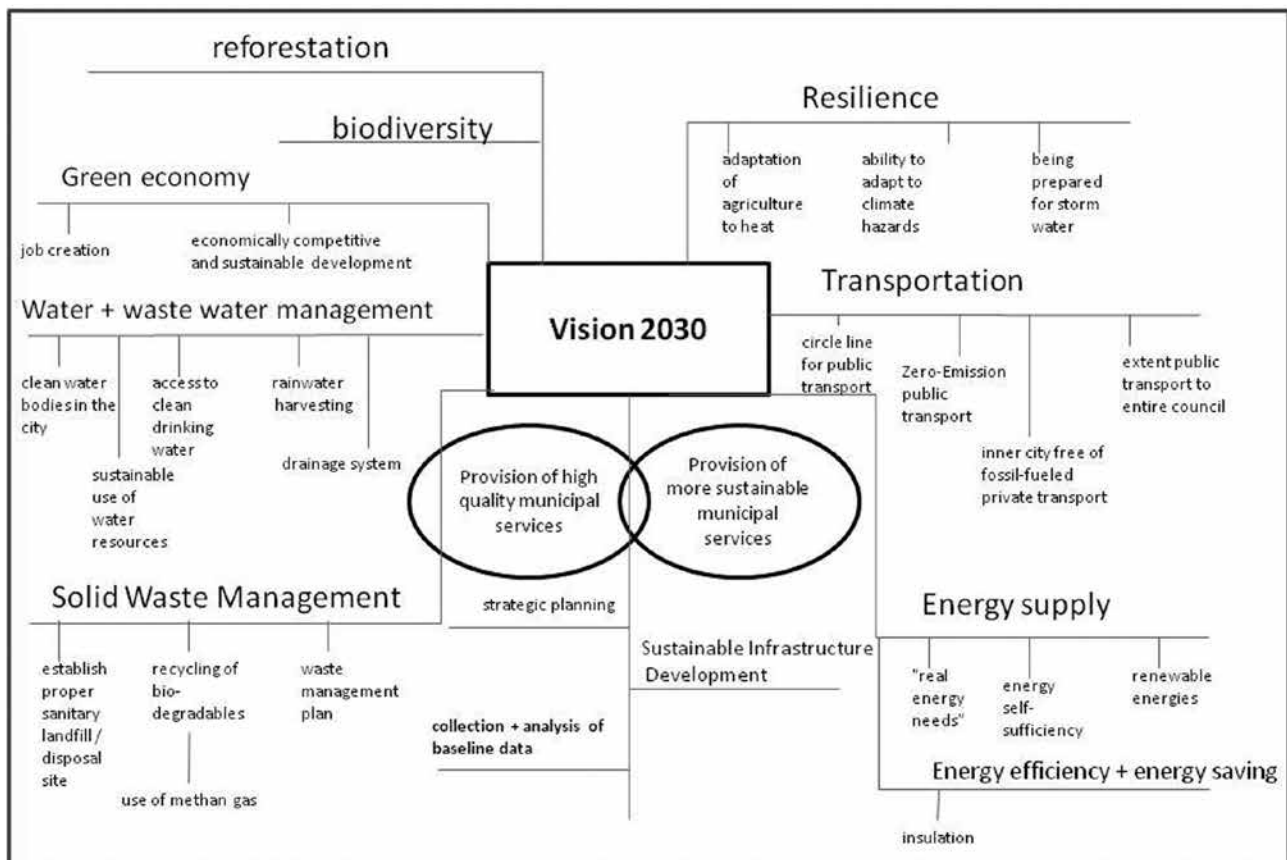 reforestation
biodiversity
Green economy
job creation
economically competitive
and sustainable development
Water + waste water management
clean water
bodies in the
city
sustainable
use of
water
resources
access to
clean
drinking
water
rainwater
harvesting
drainage system
Solid Waste Management
establish
proper
sanitary
landfill /
disposal
site
recycling of
bio-
degradables
use of methan gas
waste
management
plan
Vision 2030
Provision of high
quality municipal
services
Provision of
more sustainable
municipal
services
strategic planning
Sustainable Infrastructure
Development
collection + analysis of
baseline data
Resilience
adaptation
of
agriculture
to heat
ability to
adapt to
climate
hazards
being
prepared
for storm
water
Transportation
circle line
for public
transport
Zero-Emission
public
transport
inner city free of
fossil-fueled
private transport
extent public
transport to
entire council
Energy supply
"real
energy
needs"
energy
self-
sufficiency
renewable
energies
Energy efficiency + energy saving
insulation